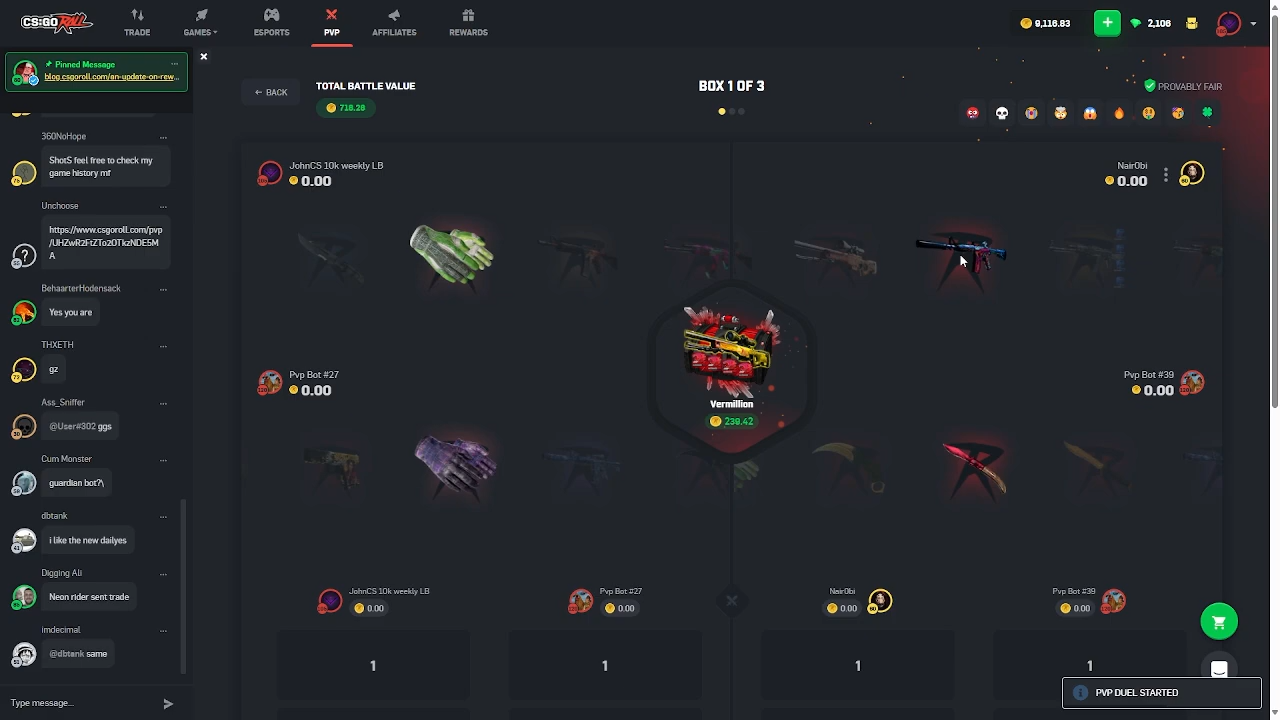 CS:GO ROLL
TRADE
GAMES
ESPORTS
PVP
AFFILIATES
REWARDS
9,116.83
+
2,106
Pinned Message
blog.csgoroll.com/an-update-on-rew...
360NoHope
ShotS feel free to check my
game history mf
Unchoose
https://www.csgoroll.com/pvp
/UHZwR2FtZTo2OTkzNDE5M
A
BehaarterHodensack
Yes you are
THXETH
gz
Ass_Sniffer
@User#302 ggs
Cum Monster
guardian bot?\
dbtank
i like the new dailyes
Digging Ali
Neon rider sent trade
imdecimal
@dbtank same
Type message...
← BACK
TOTAL BATTLE VALUE
718.26
BOX 1 OF 3
PROVABLY FAIR
JohnCS 10k weekly LB
0.00
Nair0bi
0.00
Pvp Bot #27
0.00
Pvp Bot #39
0.00
Vermillion
239.42
JohnCS 10k weekly LB
0.00
Pvp Bot #27
0.00
Nair0bi
0.00
Pvp Bot #39
0.00
1
1
1
1
PVP DUEL STARTED